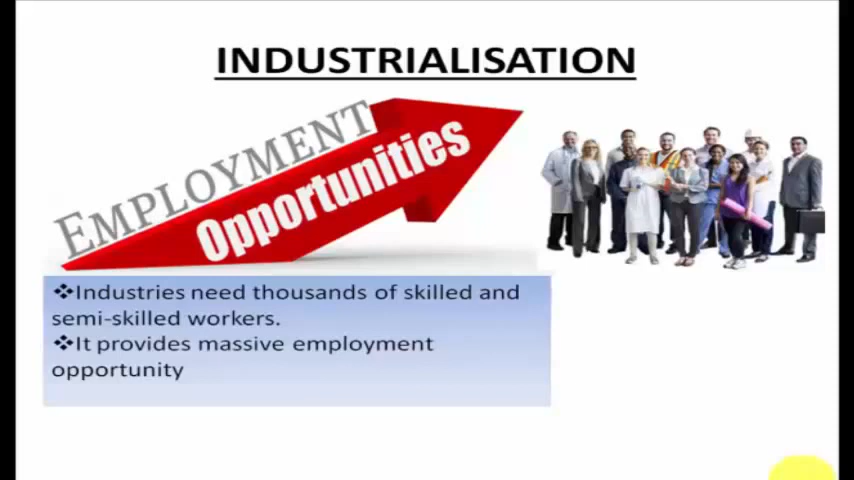 INDUSTRIALISATION
EMPLOYMENT
Opportunities
❖Industries need thousands of skilled and
semi-skilled workers.
❖It provides massive employment
opportunity